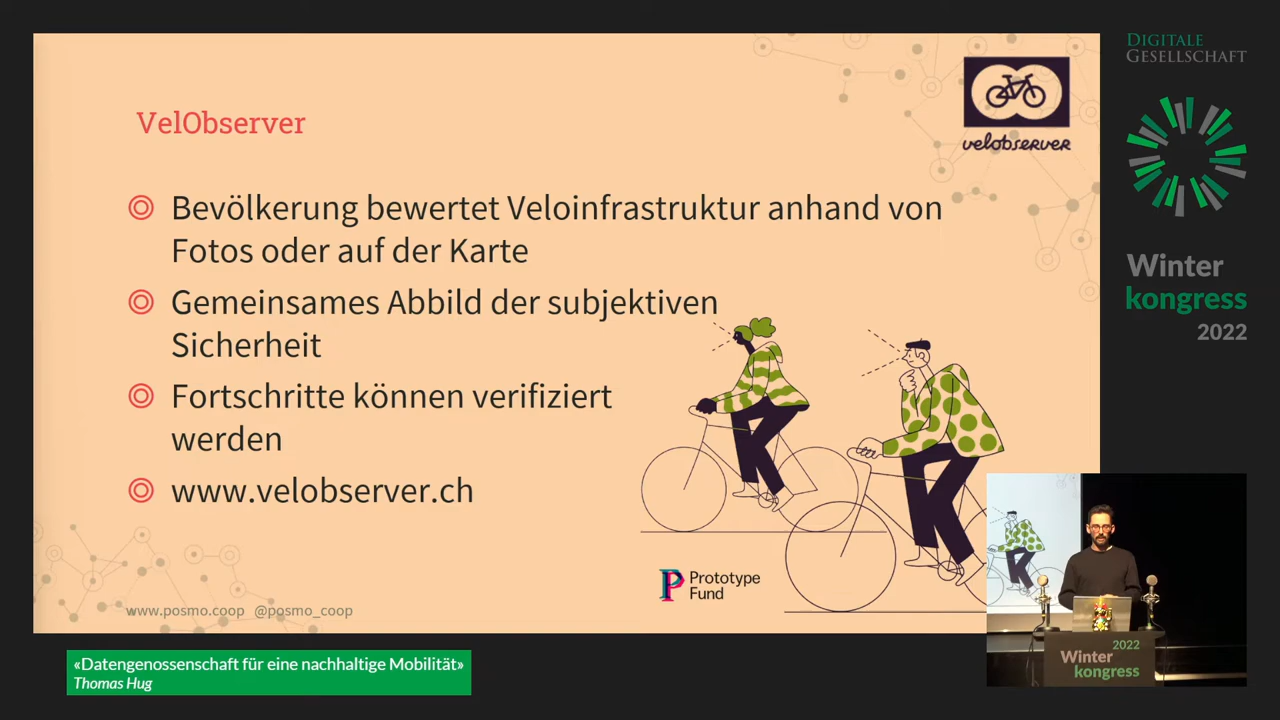 VelObserver
velobserver
Bevölkerung bewertet Veloinfrastruktur anhand von
Fotos oder auf der Karte
Gemeinsames Abbild der subjektiven
Sicherheit
Fortschritte können verifiziert
werden
www.velobserver.ch
Prototype
Fund
www.posmo.coop @posmo_coop
DIGITALE
GESELLSCHAFT
Winter
kongress
2022
2022
Winter
kongress
«Datengenossenschaft für eine nachhaltige Mobilität»
Thomas Hug